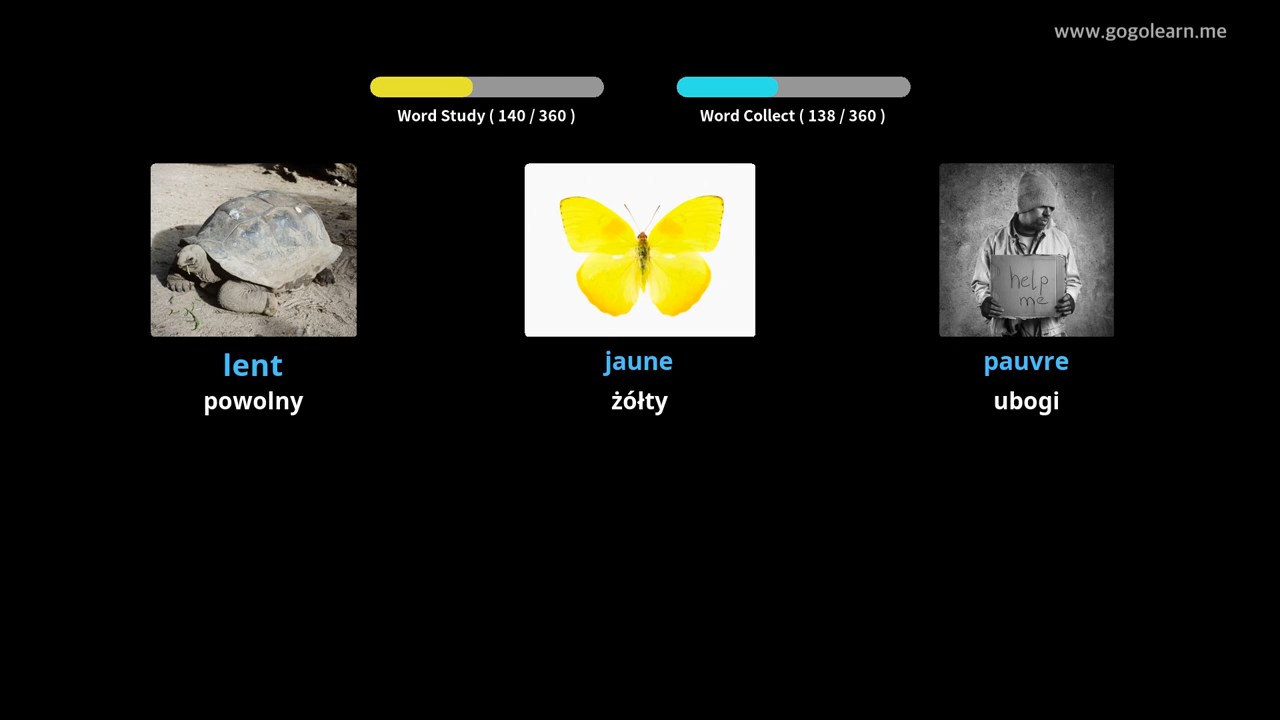 www.gogolearn.me
Word Study ( 140 / 360 )
Word Collect ( 138 / 360 )
help
me
lent
jaune
pauvre
powolny
żółty
ubogi